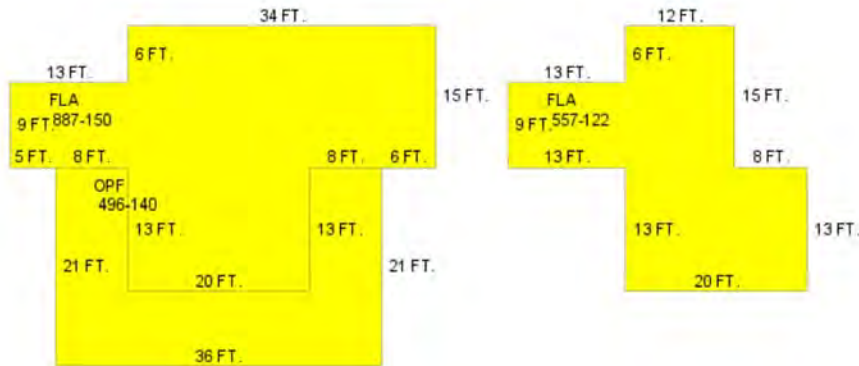 34 FT.
12 FT.
6 FT.
6 FT.
13 FT.
13 FT.
FLA
887-150
15 FT.
FLA
557-122
15 FT.
9 FT.
9 FT.
5 FT.
8 FT.
8 FT.
6 FT.
13 FT.
8 FT.
OPF
496-140
13 FT.
13 FT.
13 FT.
13 FT.
21 FT.
21 FT.
20 FT.
20 FT.
36 FT.